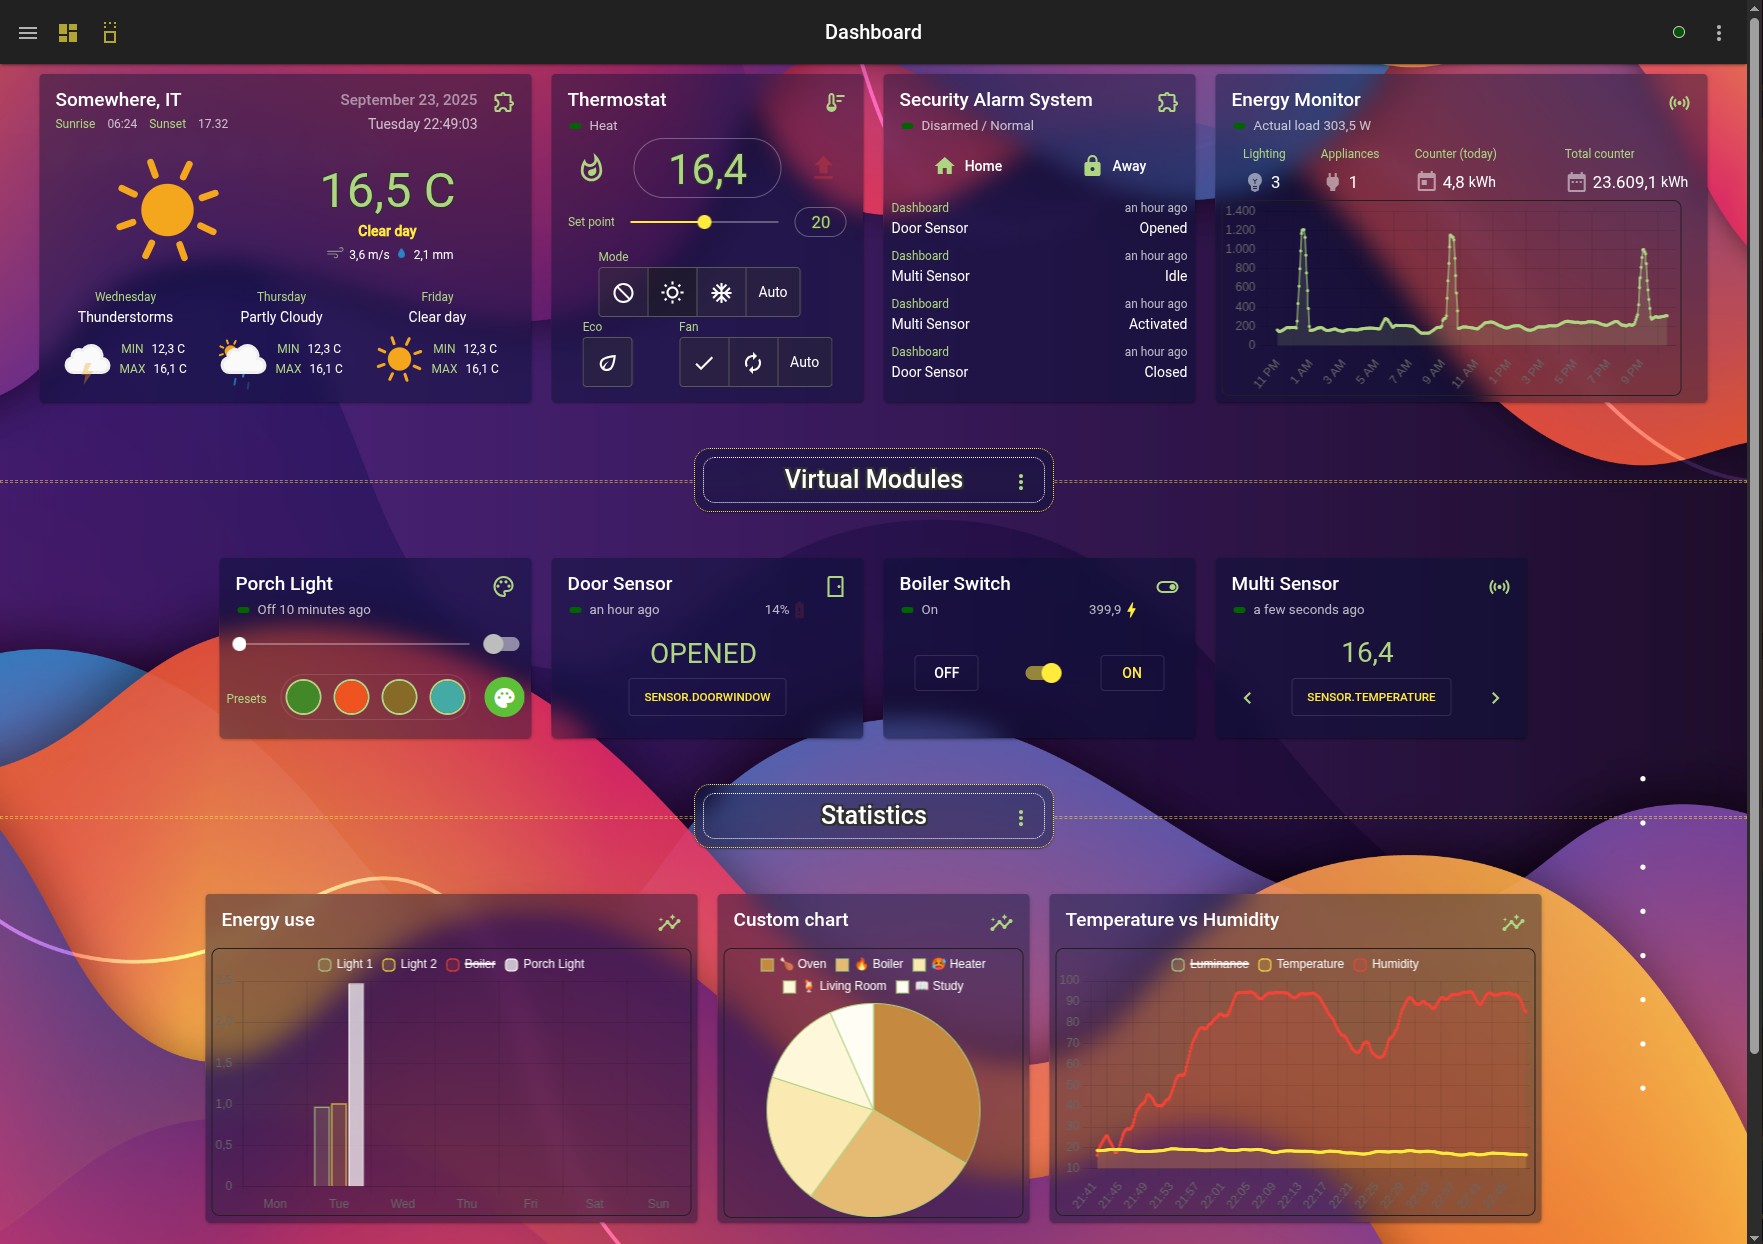 Dashboard
Somewhere, IT
September 23, 2025
Sunrise 06:24 Sunset 17.32
Tuesday 22:49:03
16,5 C
Clear day
3,6 m/s 2,1 mm
Wednesday Thursday Friday
Thunderstorms Partly Cloudy Clear day
MIN 12,3 C MIN 12,3 C MIN 12,3 C
MAX 16,1 C MAX 16,1 C MAX 16,1 C
Thermostat
Heat
16,4
Set point 20
Mode
Auto
Eco Fan
Auto
Security Alarm System
Disarmed / Normal
Home Away
Dashboard an hour ago
Door Sensor Opened
Dashboard an hour ago
Multi Sensor Idle
Dashboard an hour ago
Multi Sensor Activated
Dashboard an hour ago
Door Sensor Closed
Energy Monitor
Actual load 303,5 W
Lighting Appliances Counter (today) Total counter
3 1 4,8 kWh 23.609,1 kWh
1.400
1.200
1.000
800
600
400
200
0
11 PM 1 AM 3 AM 5 AM 7 AM 9 AM 11 AM 1 PM 3 PM 5 PM 7 PM 9 PM
Virtual Modules
Porch Light
Off 10 minutes ago
Presets
Door Sensor
an hour ago 14%
OPENED
SENSOR.DOORWINDOW
Boiler Switch
On 399,9
OFF ON
Multi Sensor
a few seconds ago
16,4
SENSOR.TEMPERATURE
Statistics
Energy use
Light 1 Light 2 Boiler Porch Light
1,5
1,0
0,5
0
Mon Tue Wed Thu Fri Sat Sun
Custom chart
Oven Boiler Heater
Living Room Study
Temperature vs Humidity
Luminance Temperature Humidity
100
90
80
70
60
50
40
30
20
10
21:41 21:45 21:49 21:53 21:57 22:01 22:05 22:09 22:13 22:17 22:21